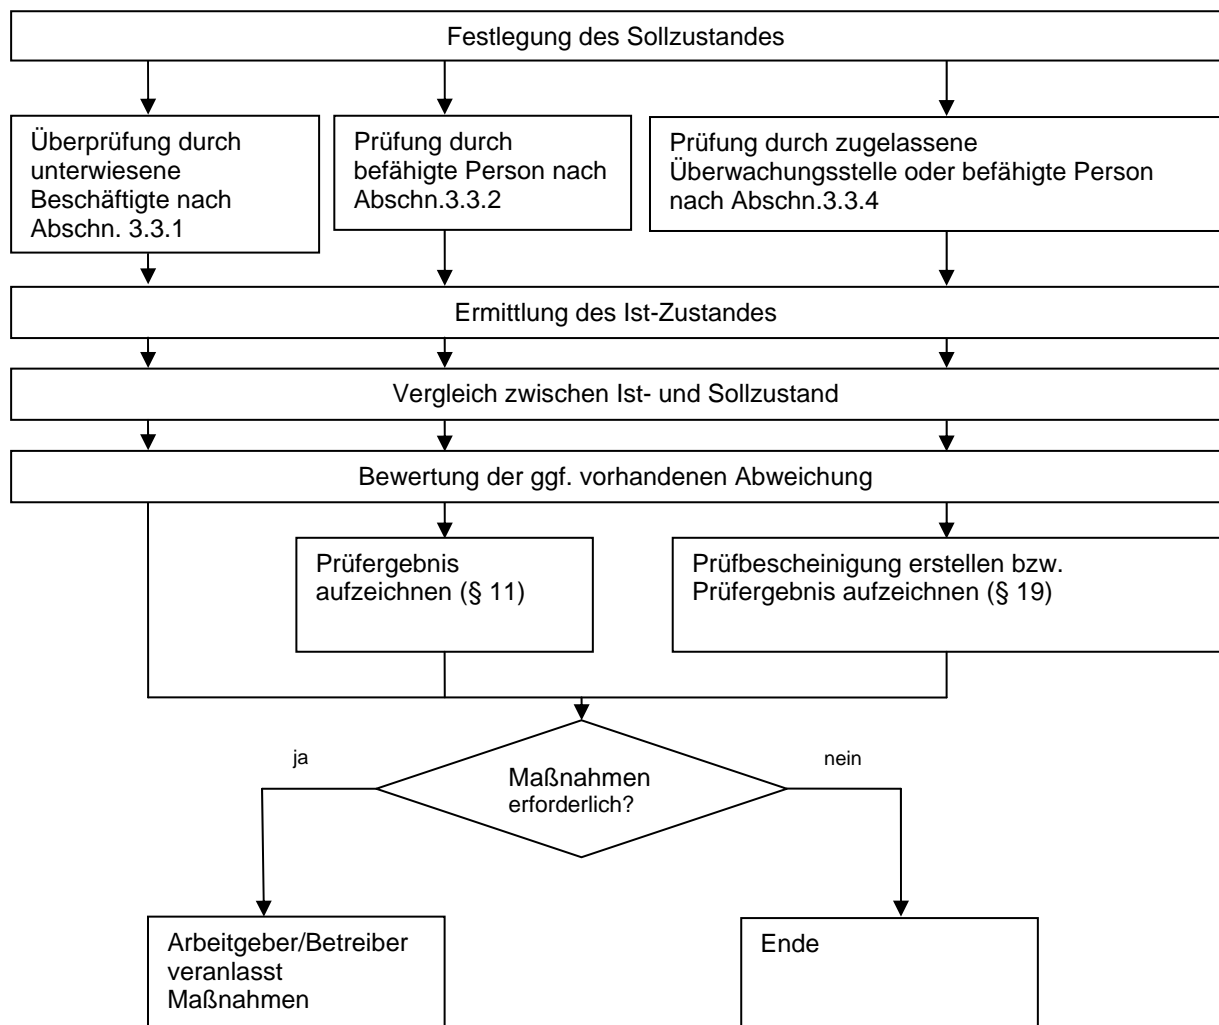 Festlegung des Sollzustandes
Überprüfung durch
unterwiesene
Beschäftigte nach
Abschn. 3.3.1
Prüfung durch
befähigte Person nach
Abschn.3.3.2
Prüfung durch zugelassene
Überwachungsstelle oder befähigte Person
nach Abschn.3.3.4
Ermittlung des Ist-Zustandes
Vergleich zwischen Ist- und Sollzustand
Bewertung der ggf. vorhandenen Abweichung
Prüfergebnis
aufzeichnen (§ 11)
Prüfbescheinigung erstellen bzw.
Prüfergebnis aufzeichnen (§ 19)
ja
nein
Maßnahmen
erforderlich?
Arbeitgeber/Betreiber
veranlasst
Maßnahmen
Ende